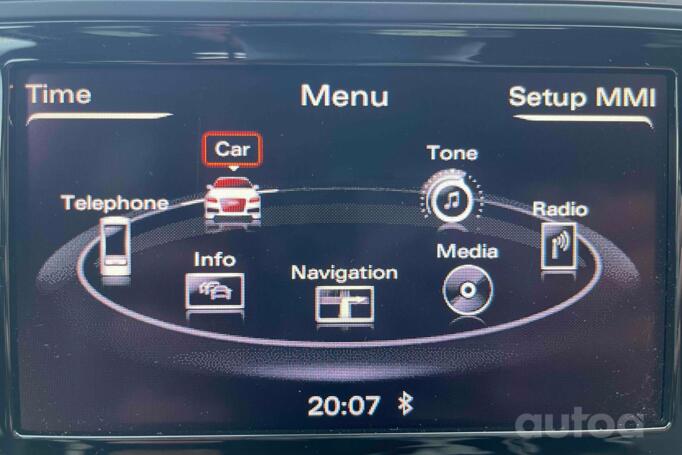 Time
Menu
Setup MMI
Car
Tone
Telephone
Radio
Info
Navigation
Media
20:07
autoa